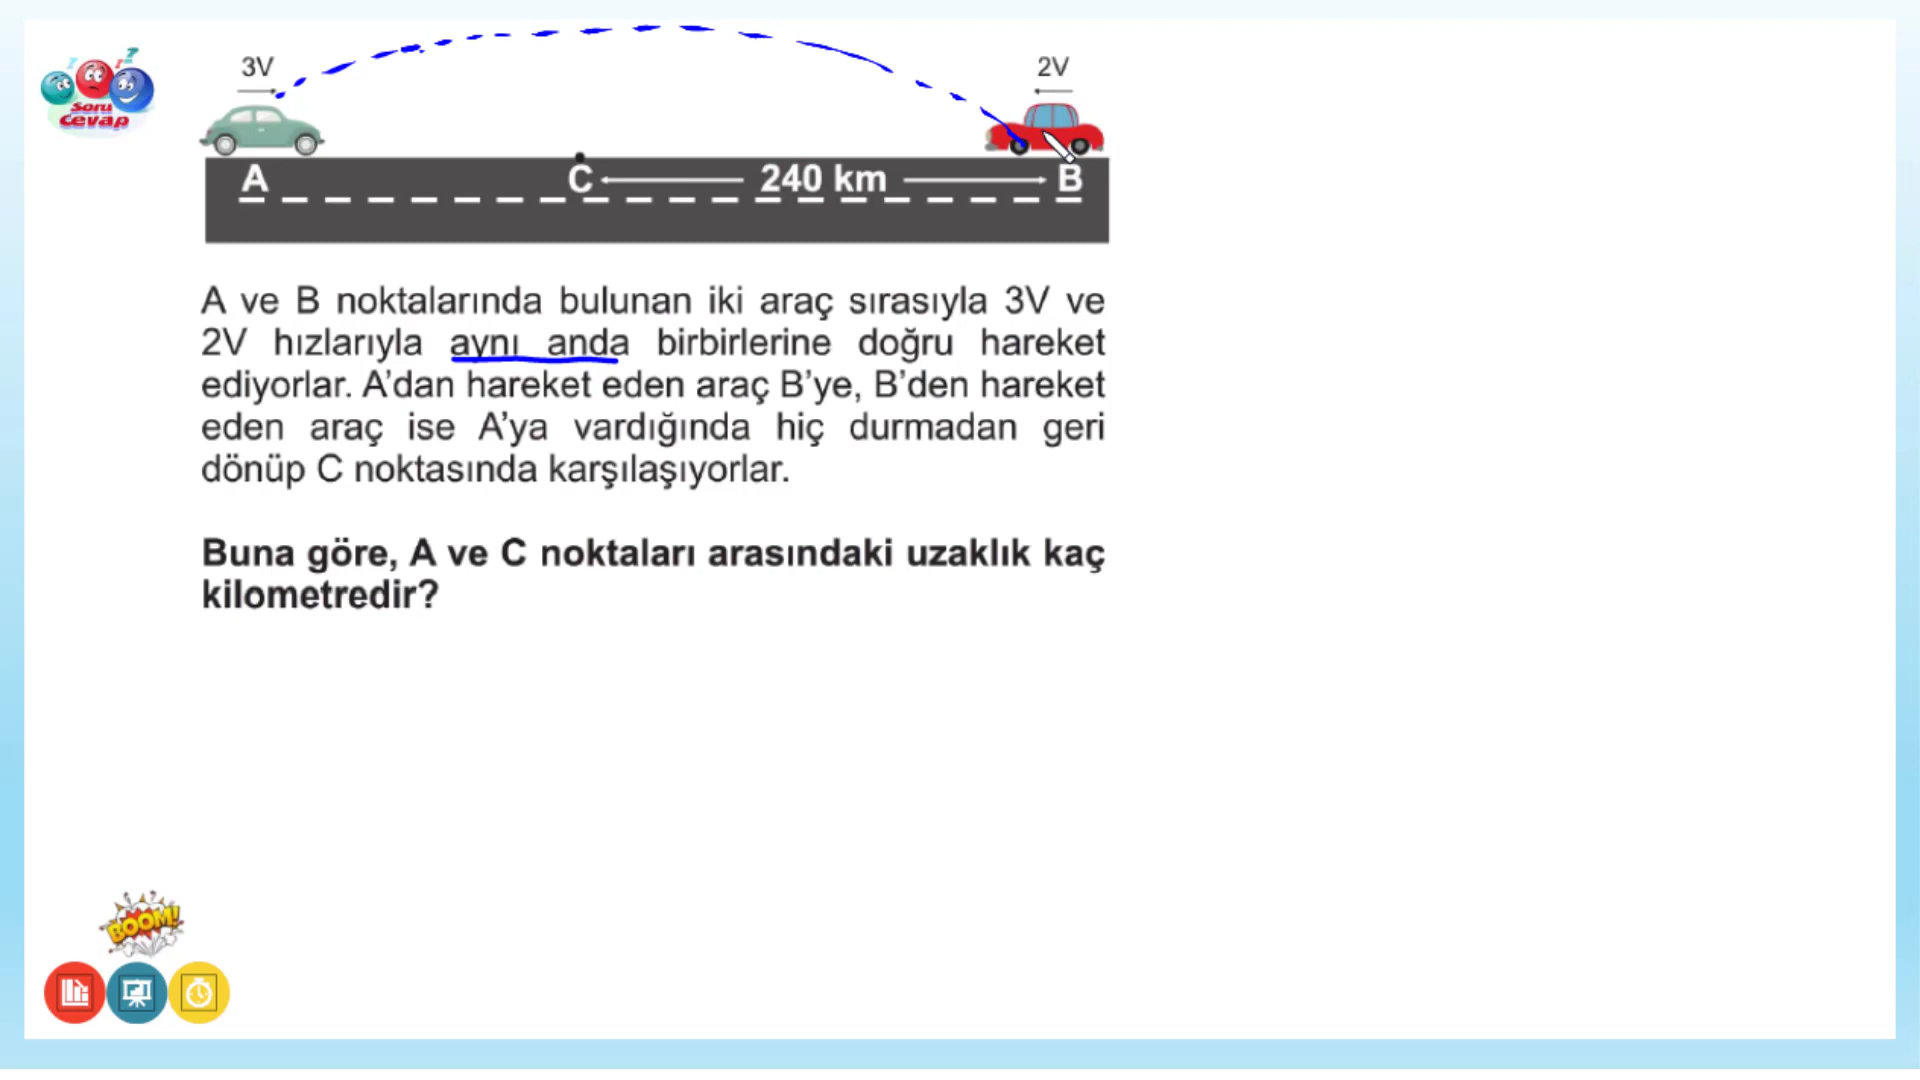 Soru
Cevap
3V
2V
A
C
240 km
B
A ve B noktalarında bulunan iki araç sırasıyla 3V ve
2V hızlarıyla aynı anda birbirlerine doğru hareket
ediyorlar. A’dan hareket eden araç B’ye, B’den hareket
eden araç ise A’ya vardığında hiç durmadan geri
dönüp C noktasında karşılaşıyorlar.
Buna göre, A ve C noktaları arasındaki uzaklık kaç
kilometredir?
BOOM!